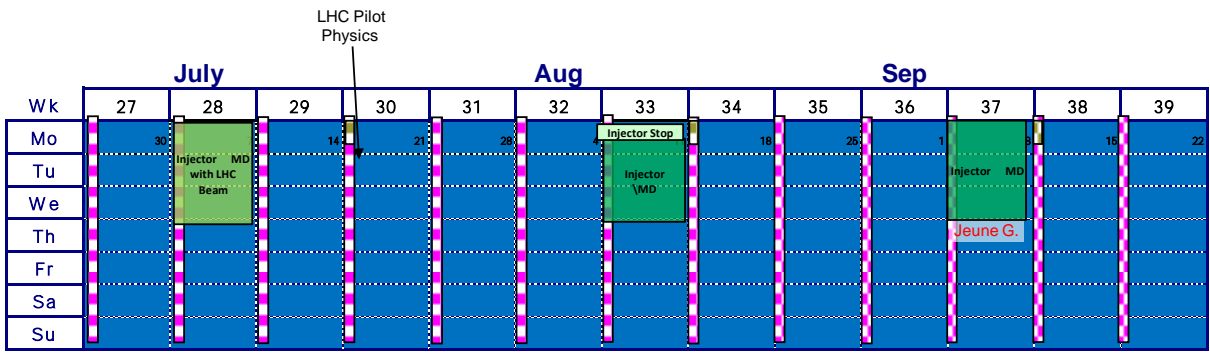 LHC Pilot
Physics
July Aug Sep
Wk 27 28 29 30 31 32 33 34 35 36 37 38 39
Mo 30 14 21 28 4 18 25 1 8 15 22
Injector Stop
Tu
We
Th
Fr
Sa
Su
Injector MD
with LHC
Beam
Injector
\MD
Injector MD
Jeune G.